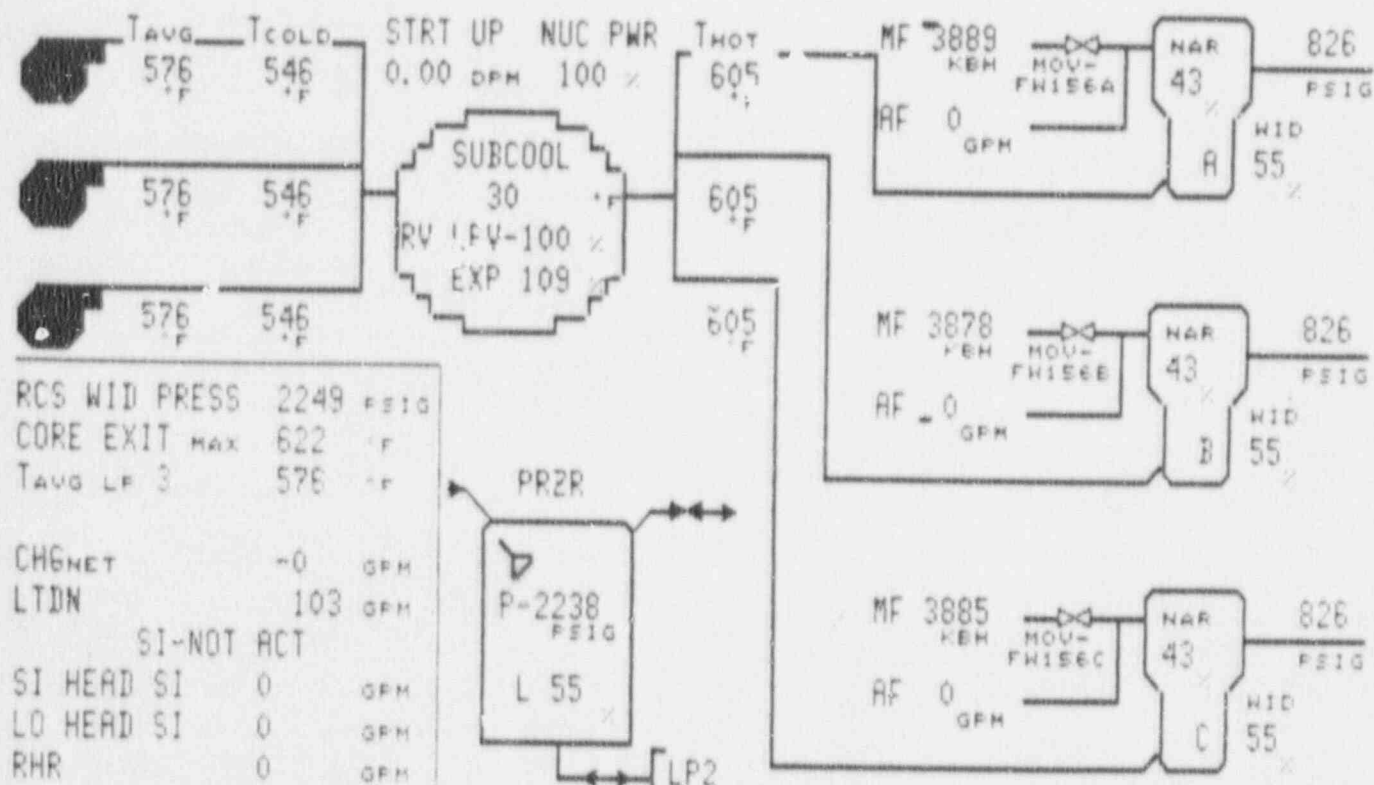 TAVG TCOLD STRT UP NUC PWR THOT
576 °F 546 °F 0.00 DPM 100 % 605 °F
SUBCOOL
30 °F
RV LEV-100 %
EXP 109 %
576 °F 546 °F 605 °F
576 °F 546 °F 605 °F
MF 3889 KBH MOV-FW156A NAR 43 % 826 PSIG
AF 0 GPM A WID 55 %
MF 3878 KBH MOV-FW156B NAR 43 % 826 PSIG
AF 0 GPM B WID 55 %
MF 3885 KBH MOV-FW156C NAR 43 % 826 PSIG
AF 0 GPM C WID 55 %
RCS WID PRESS 2249 PSIG
CORE EXIT MAX 622 °F
TAVG LP 3 576 °F
CHGNET -0 GPM
LTDN 103 GPM
SI-NOT ACT
SI HEAD SI 0 GPM
LO HEAD SI 0 GPM
RHR 0 GPM
PRZR
P-2238 PSIG
L 55 %
LP2